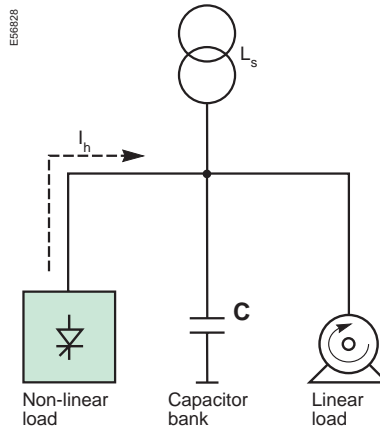 E56828
Ls
Ih
C
Non-linear
load
Capacitor
bank
Linear
load